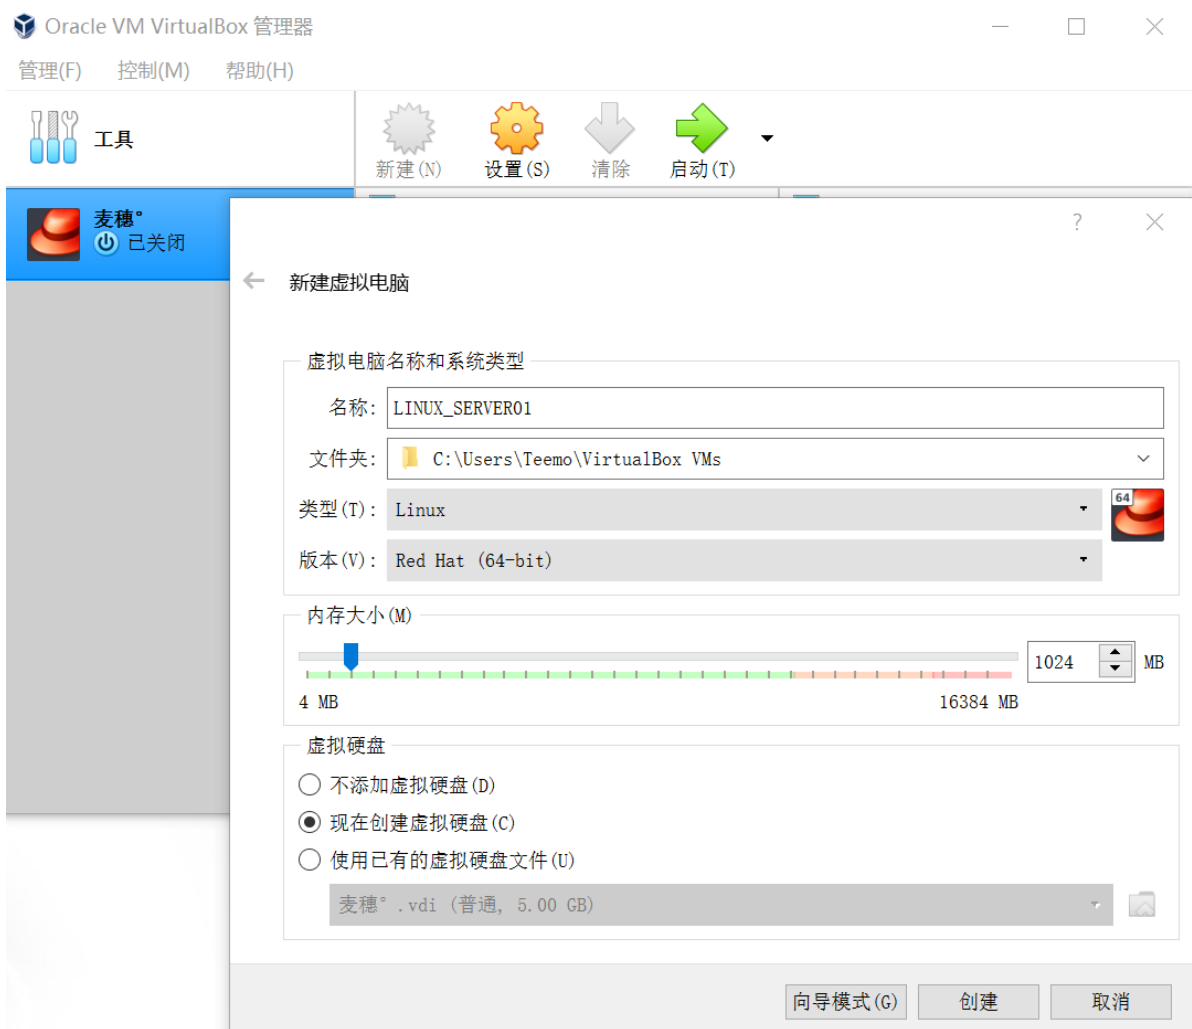 Oracle VM VirtualBox 管理器
管理(F) 控制(M) 帮助(H)
工具
新建(N) 设置(S) 清除 启动(T)
麦穗°
已关闭
?
新建虚拟电脑
虚拟电脑名称和系统类型
名称: LINUX_SERVER01
文件夹: C:\Users\Teemo\VirtualBox VMs
类型(T): Linux
64
版本(V): Red Hat (64-bit)
内存大小(M)
1024 MB
4 MB 16384 MB
虚拟硬盘
不添加虚拟硬盘(D)
现在创建虚拟硬盘(C)
使用已有的虚拟硬盘文件(U)
麦穗°.vdi (普通, 5.00 GB)
向导模式(G) 创建 取消